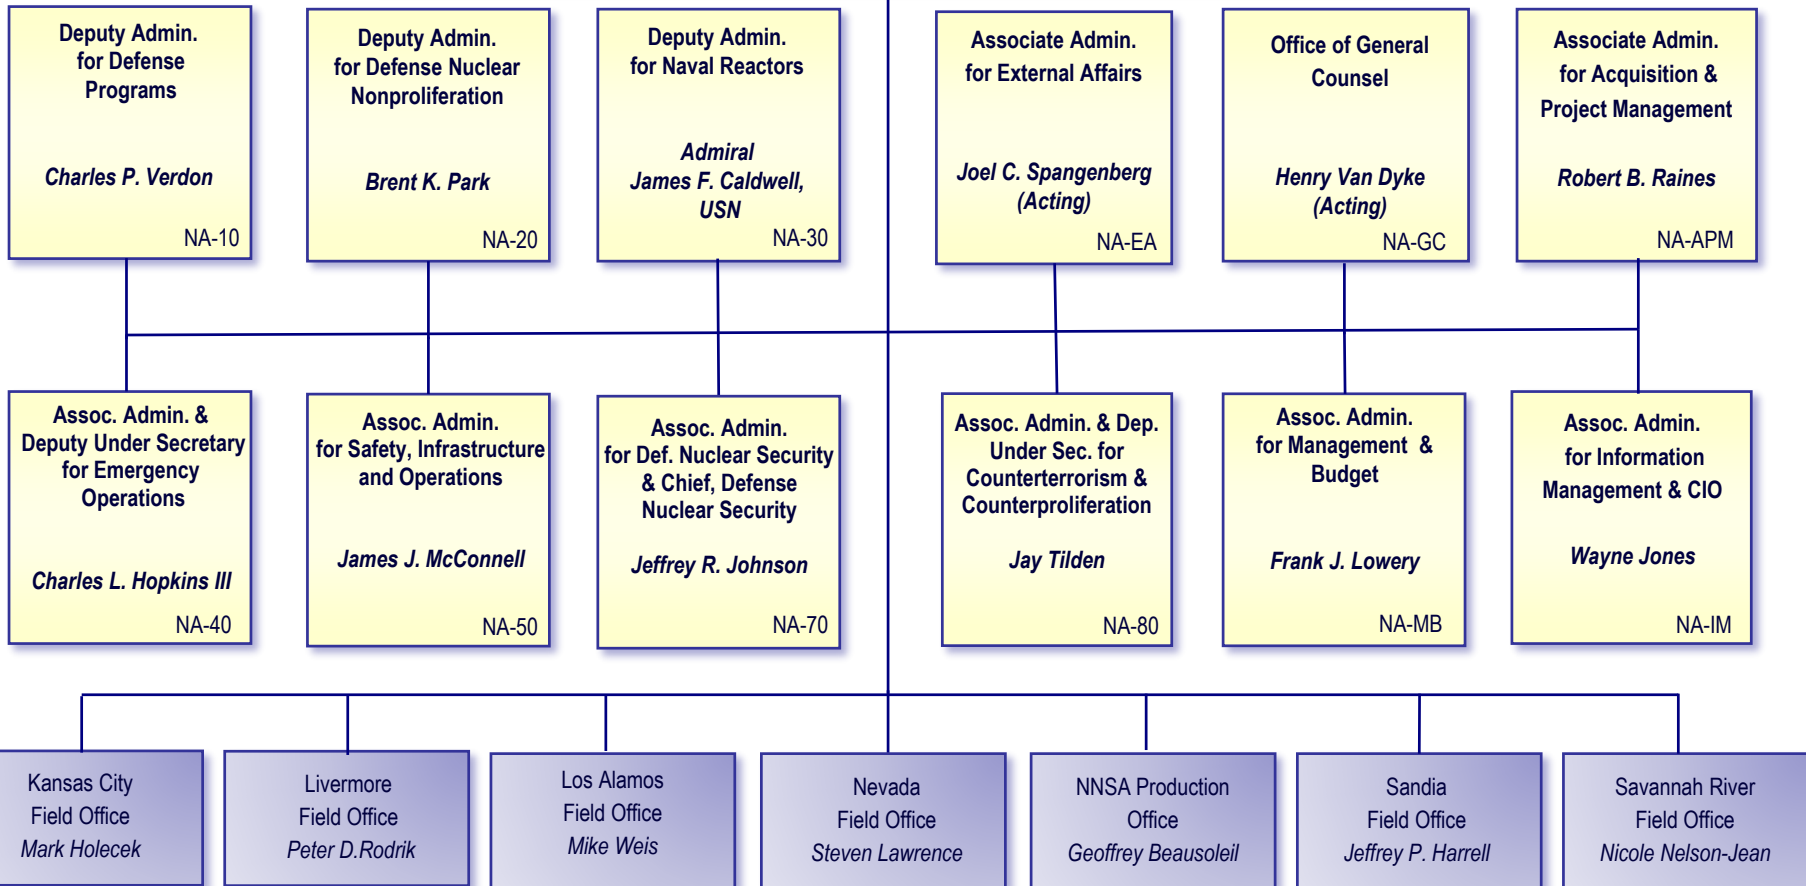 Deputy Admin.
for Defense
Programs
Charles P. Verdon
NA-10
Deputy Admin.
for Defense Nuclear
Nonproliferation
Brent K. Park
NA-20
Deputy Admin.
for Naval Reactors
Admiral
James F. Caldwell,
USN
NA-30
Associate Admin.
for External Affairs
Joel C. Spangenberg
(Acting)
NA-EA
Office of General
Counsel
Henry Van Dyke
(Acting)
NA-GC
Associate Admin.
for Acquisition &
Project Management
Robert B. Raines
NA-APM
Assoc. Admin. &
Deputy Under Secretary
for Emergency
Operations
Charles L. Hopkins III
NA-40
Assoc. Admin.
for Safety, Infrastructure
and Operations
James J. McConnell
NA-50
Assoc. Admin.
for Def. Nuclear Security
& Chief, Defense
Nuclear Security
Jeffrey R. Johnson
NA-70
Assoc. Admin. & Dep.
Under Sec. for
Counterterrorism &
Counterproliferation
Jay Tilden
NA-80
Assoc. Admin.
for Management &
Budget
Frank J. Lowery
NA-MB
Assoc. Admin.
for Information
Management & CIO
Wayne Jones
NA-IM
Kansas City
Field Office
Mark Holecek
Livermore
Field Office
Peter D.Rodrik
Los Alamos
Field Office
Mike Weis
Nevada
Field Office
Steven Lawrence
NNSA Production
Office
Geoffrey Beausoleil
Sandia
Field Office
Jeffrey P. Harrell
Savannah River
Field Office
Nicole Nelson-Jean